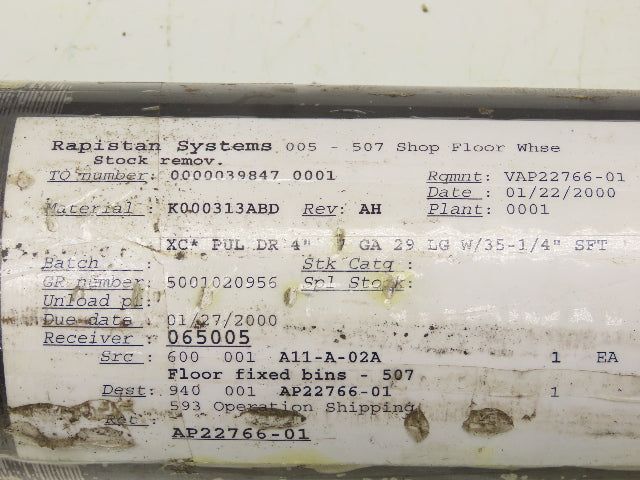 Rapistan Systems 005 - 507 Shop Floor Whse
Stock remov.
TO number: 0000039847 0001 Rqmnt: VAP22766-01
Date : 01/22/2000
Material : K000313ABD Rev: AH Plant: 0001
XC* PUL DR 4" 7 GA 29 LG W/35-1/4" SFT
Batch : Stk Catg :
GR number: 5001020956 Spl Stock:
Unload pt:
Due date : 01/27/2000
Receiver : 065005
Src : 600 001 A11-A-02A 1 EA
Floor fixed bins - 507
Dest: 940 001 AP22766-01 1
593 Operation Shipping
AP22766-01